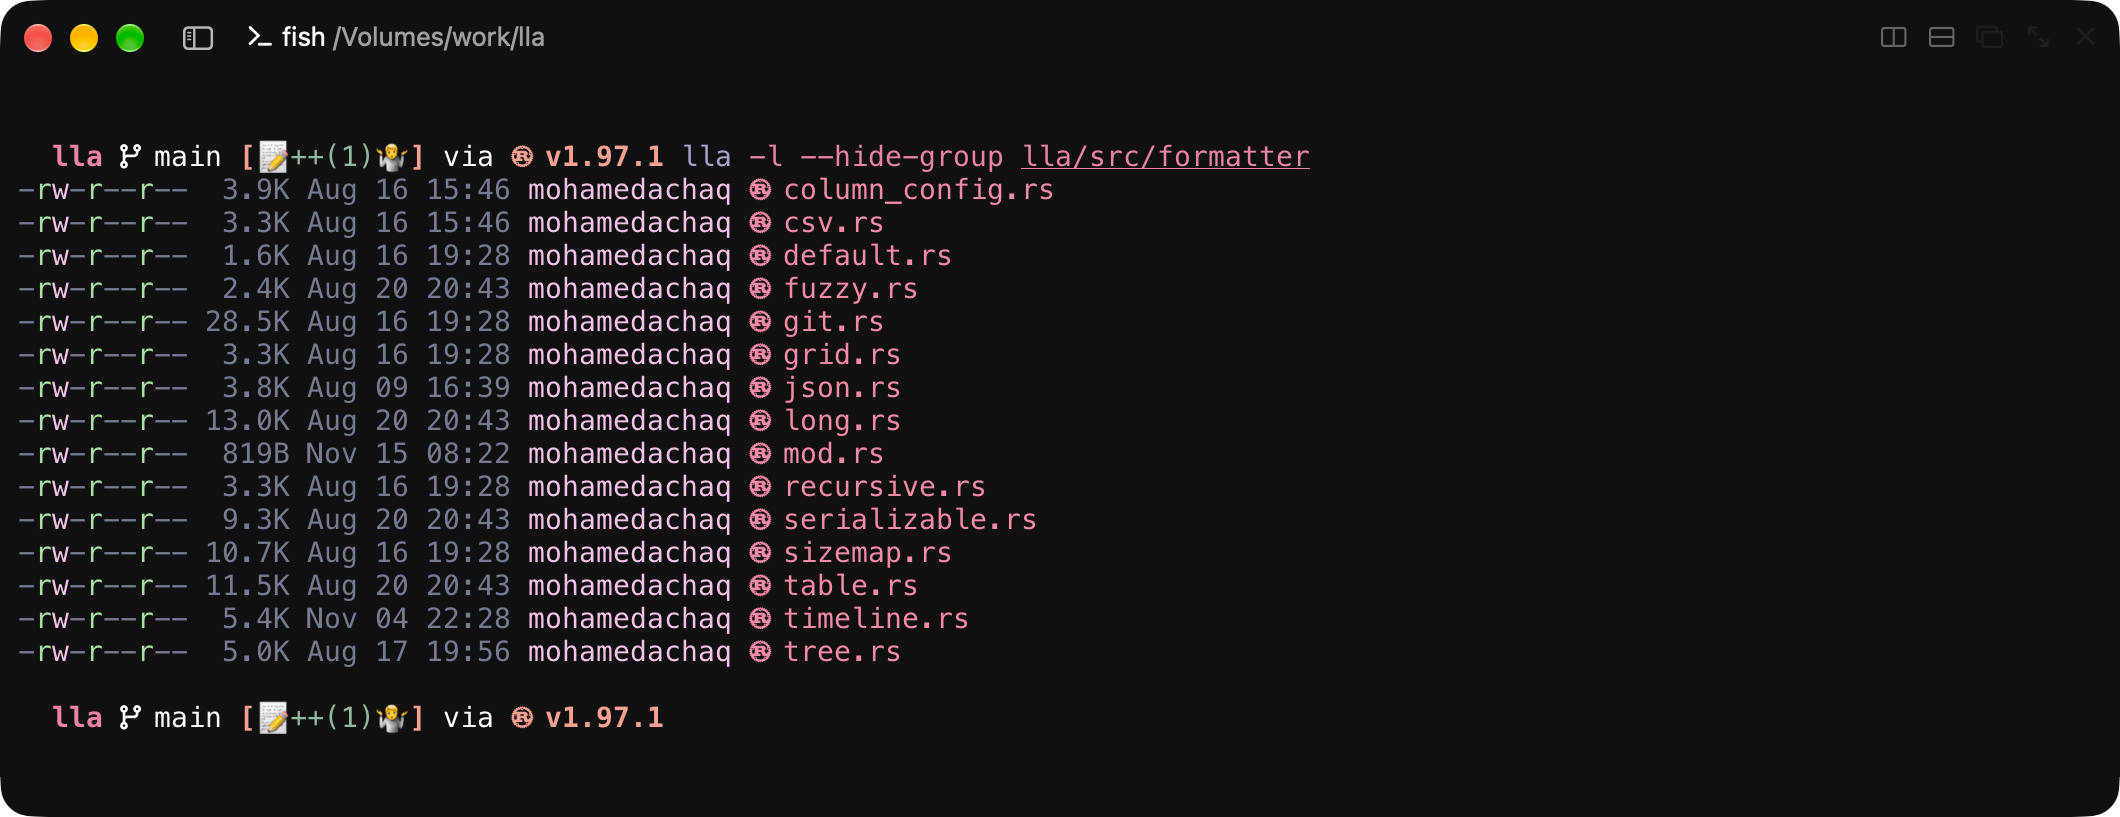 fish /Volumes/work/lla
lla main [📝++(1)🤷] via v1.97.1 lla -l --hide-group lla/src/formatter
-rw-r--r-- 3.9K Aug 16 15:46 mohamedachaq column_config.rs
-rw-r--r-- 3.3K Aug 16 15:46 mohamedachaq csv.rs
-rw-r--r-- 1.6K Aug 16 19:28 mohamedachaq default.rs
-rw-r--r-- 2.4K Aug 20 20:43 mohamedachaq fuzzy.rs
-rw-r--r-- 28.5K Aug 16 19:28 mohamedachaq git.rs
-rw-r--r-- 3.3K Aug 16 19:28 mohamedachaq grid.rs
-rw-r--r-- 3.8K Aug 09 16:39 mohamedachaq json.rs
-rw-r--r-- 13.0K Aug 20 20:43 mohamedachaq long.rs
-rw-r--r-- 819B Nov 15 08:22 mohamedachaq mod.rs
-rw-r--r-- 3.3K Aug 16 19:28 mohamedachaq recursive.rs
-rw-r--r-- 9.3K Aug 20 20:43 mohamedachaq serializable.rs
-rw-r--r-- 10.7K Aug 16 19:28 mohamedachaq sizemap.rs
-rw-r--r-- 11.5K Aug 20 20:43 mohamedachaq table.rs
-rw-r--r-- 5.4K Nov 04 22:28 mohamedachaq timeline.rs
-rw-r--r-- 5.0K Aug 17 19:56 mohamedachaq tree.rs
lla main [📝++(1)🤷] via v1.97.1